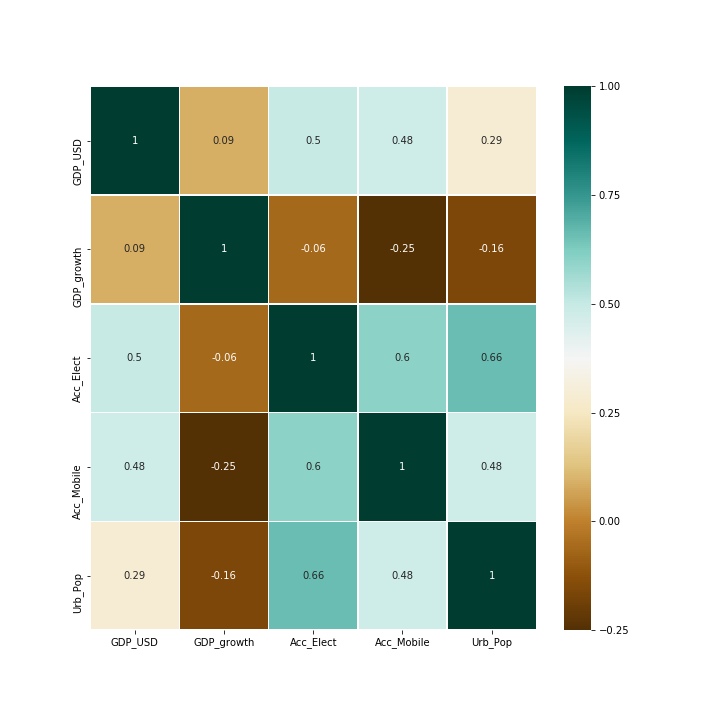 GDP_USD 1 0.09 0.5 0.48 0.29
GDP_growth 0.09 1 -0.06 -0.25 -0.16
Acc_Elect 0.5 -0.06 1 0.6 0.66
Acc_Mobile 0.48 -0.25 0.6 1 0.48
Urb_Pop 0.29 -0.16 0.66 0.48 1
GDP_USD GDP_growth Acc_Elect Acc_Mobile Urb_Pop
1.00
0.75
0.50
0.25
0.00
−0.25